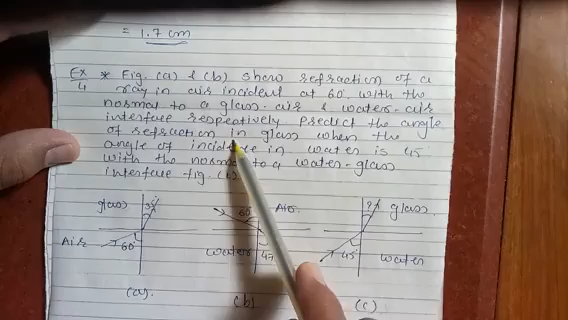 = 1.7 cm
Ex 4 * Fig. (a) & (b) show refraction of a
ray in air incident at 60° with the
normal to a glass-air & water-air
interface respectively predict the angle
of refraction in glass when the
angle of incidence in water is 45
with the normal to a water-glass
interface fig.
glass 35° 60° Air ? glass
Air 60° water 47 45° water
(a) (b) (c)